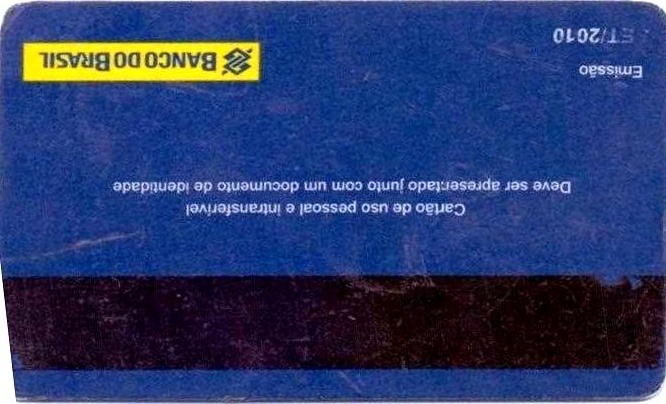 Cartão de uso pessoal e intransferível
Deve ser apresentado junto com um documento de identidade
Emissão
SET/2010
BANCO DO BRASIL